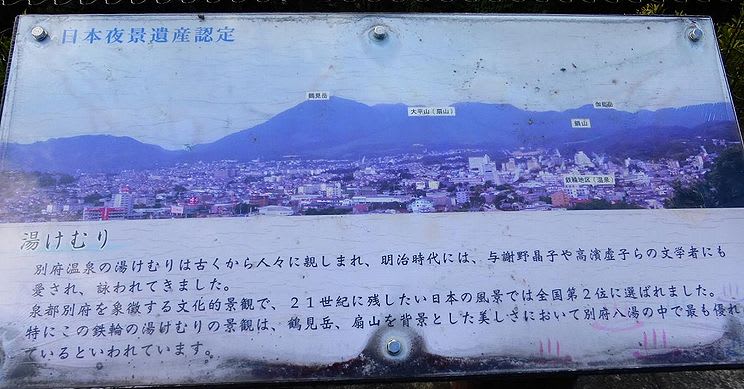 日本夜景遺産認定
鶴見岳
大平山（扇山）
伽藍岳
鍋山
鉄輪地区（温泉）
湯けむり
別府温泉の湯けむりは古くから人々に親しまれ、明治時代には、与謝野晶子や高濱虚子らの文学者にも
愛され、詠われてきました。
泉都別府を象徴する文化的景観で、２１世紀に残したい日本の風景では全国第２位に選ばれました。
特にこの鉄輪の湯けむりの景観は、鶴見岳、扇山を背景とした美しさにおいて別府八湯の中で最も優れ
ているといわれています。